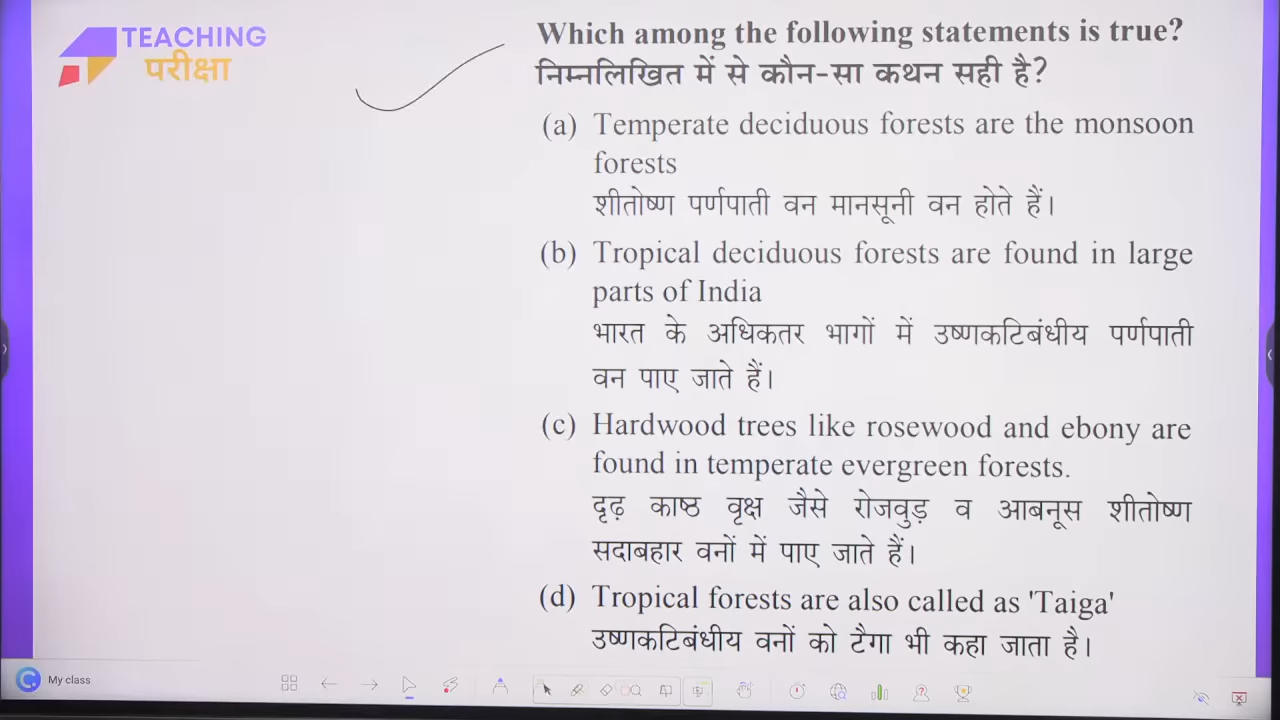 TEACHING
परीक्षा
Which among the following statements is true?
निम्नलिखित में से कौन-सा कथन सही है?
(a) Temperate deciduous forests are the monsoon
forests
शीतोष्ण पर्णपाती वन मानसूनी वन होते हैं।
(b) Tropical deciduous forests are found in large
parts of India
भारत के अधिकतर भागों में उष्णकटिबंधीय पर्णपाती
वन पाए जाते हैं।
(c) Hardwood trees like rosewood and ebony are
found in temperate evergreen forests.
दृढ़ काष्ठ वृक्ष जैसे रोजवुड़ व आबनूस शीतोष्ण
सदाबहार वनों में पाए जाते हैं।
(d) Tropical forests are also called as 'Taiga'
उष्णकटिबंधीय वनों को टैगा भी कहा जाता है।
My class